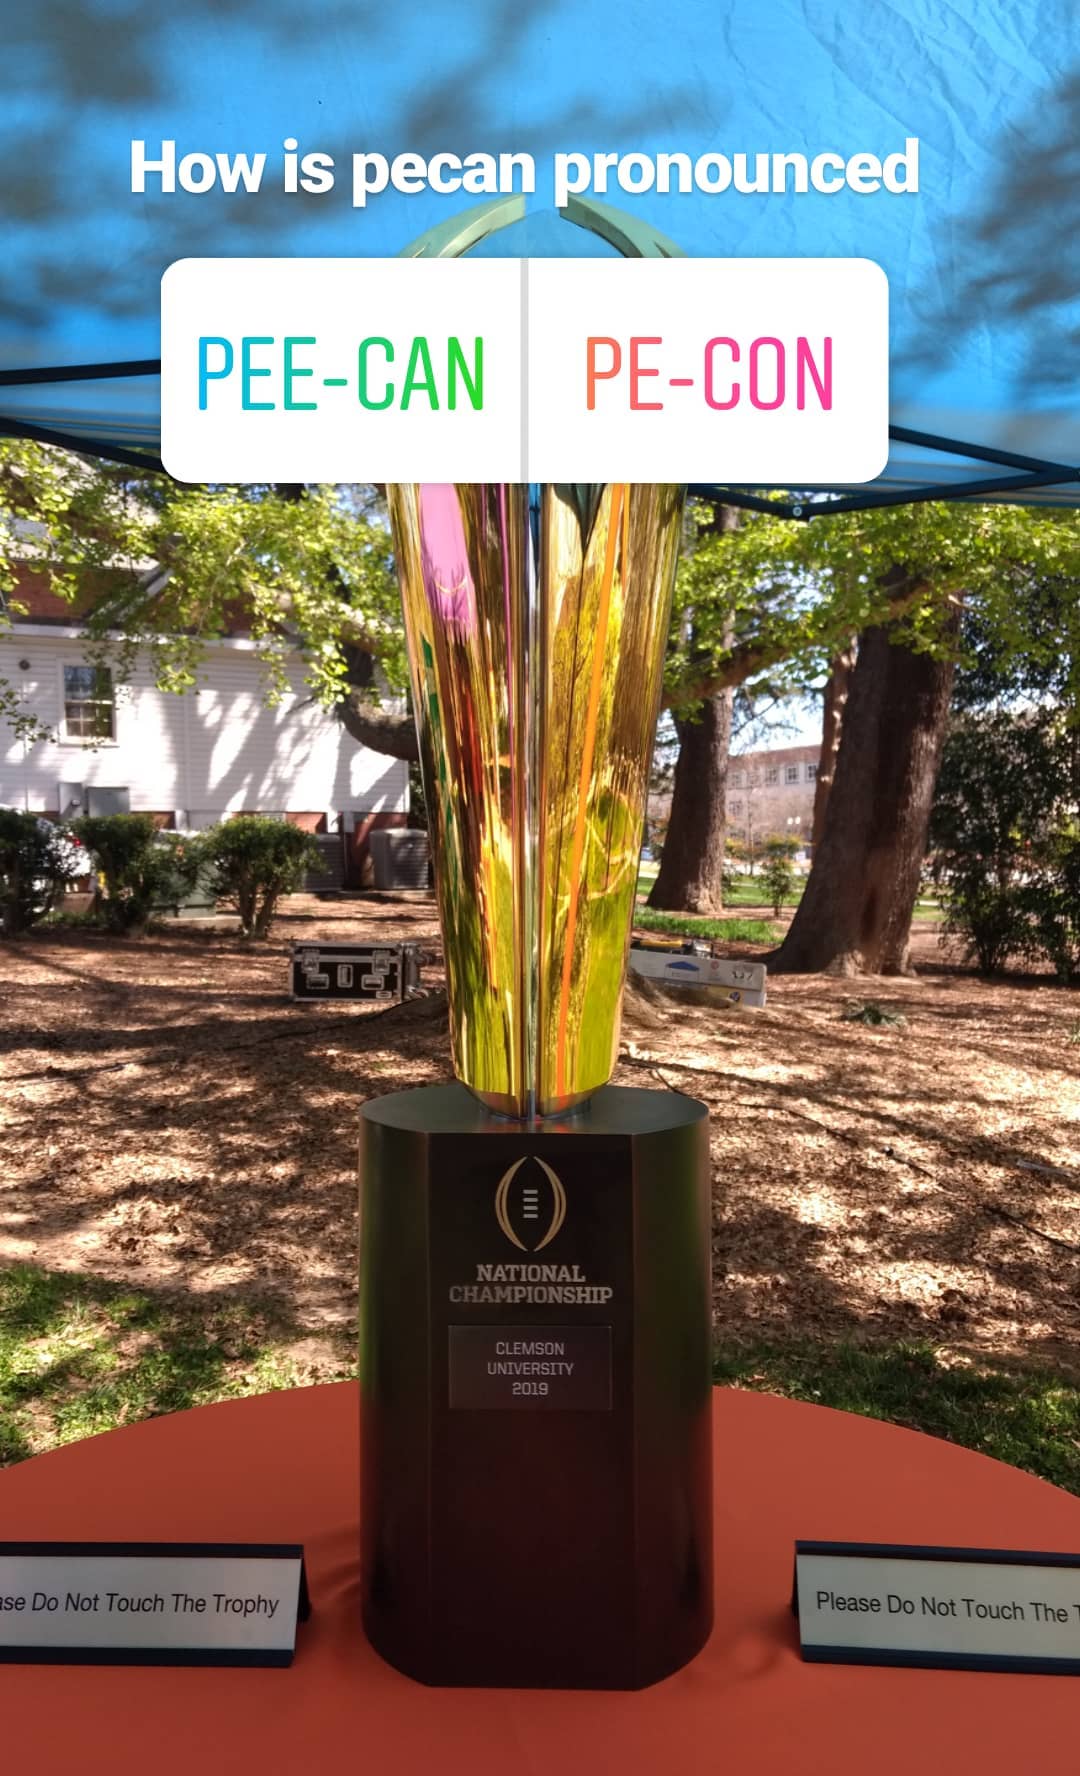 How is pecan pronounced
PEE-CAN
PE-CON
NATIONAL
CHAMPIONSHIP
CLEMSON
UNIVERSITY
2019
Do Not Touch The Trophy
Please Do Not Touch The